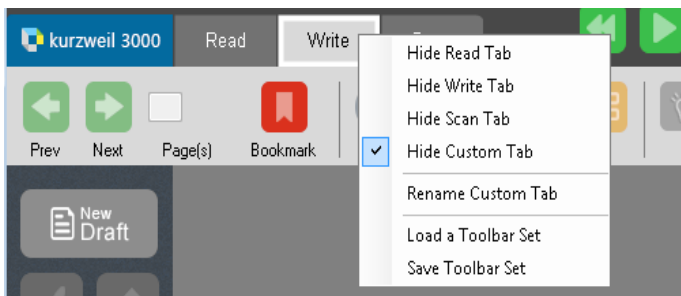 kurzweil 3000
Read
Write
Hide Read Tab
Hide Write Tab
Hide Scan Tab
Hide Custom Tab
Rename Custom Tab
Load a Toolbar Set
Save Toolbar Set
Prev
Next
Page(s)
Bookmark
New
Draft